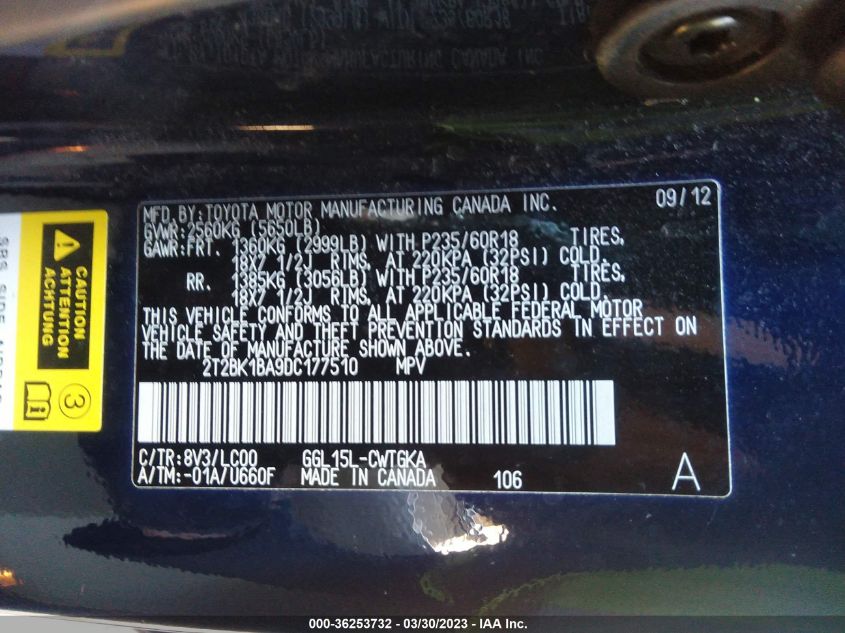 MFD.BY:TOYOTA MOTOR MANUFACTURING CANADA INC. 09/12
GVWR:2560KG (5650LB)
GAWR:FRT. 1360KG (2999LB) WITH P235/60R18 TIRES,
18X7 1/2J RIMS, AT 220KPA (32PSI) COLD.
RR. 1385KG (3056LB) WITH P235/60R18 TIRES,
18X7 1/2J RIMS, AT 220KPA (32PSI) COLD.
THIS VEHICLE CONFORMS TO ALL APPLICABLE FEDERAL MOTOR
VEHICLE SAFETY AND THEFT PREVENTION STANDARDS IN EFFECT ON
THE DATE OF MANUFACTURE SHOWN ABOVE.
2T2BK1BA9DC177510 MPV
C/TR:8V3/LC00 GGL15L-CWTGKA
A/TM:-01A/U660F MADE IN CANADA 106 A
CAUTION
ATTENTION
ACHTUNG
3
SRS SIDE
000-36253732 - 03/30/2023 - IAA Inc.